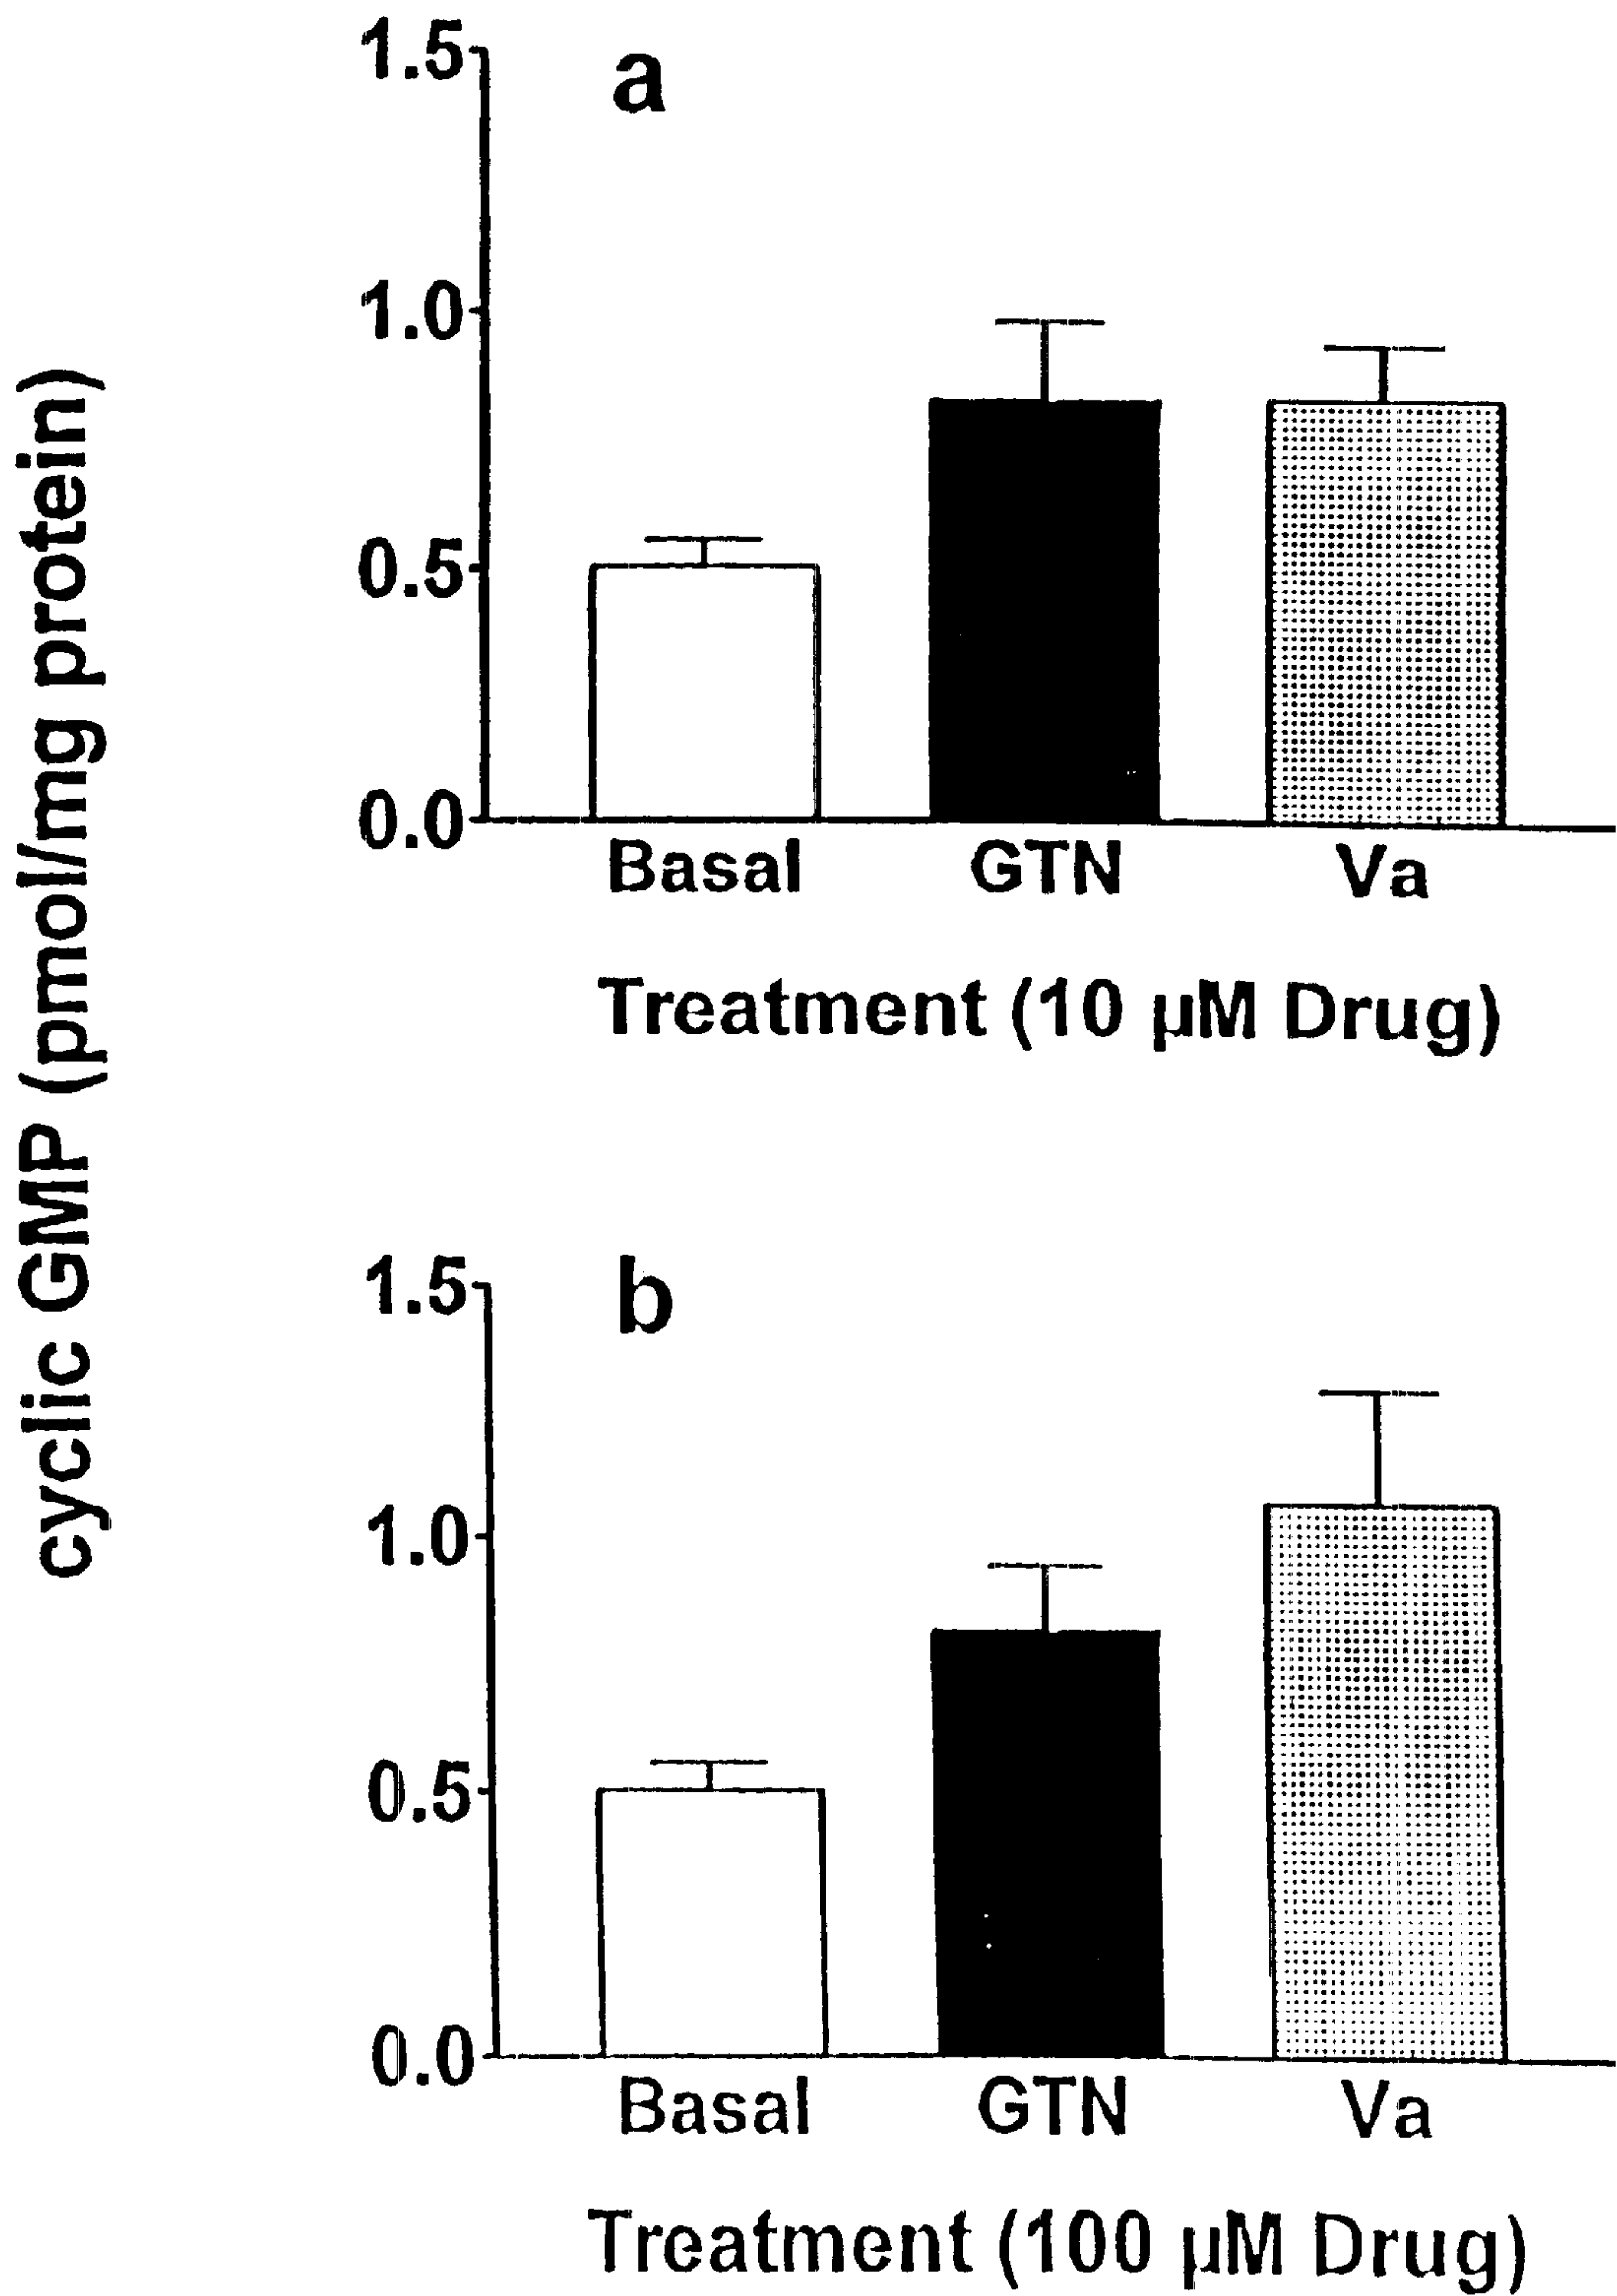 cyclic GMP (pmol/mg protein)
a
1.5
1.0
0.5
0.0
Basal GTN Va
Treatment (10 µM Drug)
b
1.5
1.0
0.5
0.0
Basal GTN Va
Treatment (100 µM Drug)